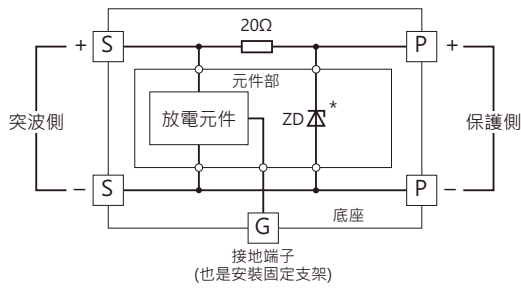 20Ω
+ S P +
元件部
放電元件
ZD *
突波側
保護側
− S P −
底座
G
接地端子
(也是安裝固定支架)